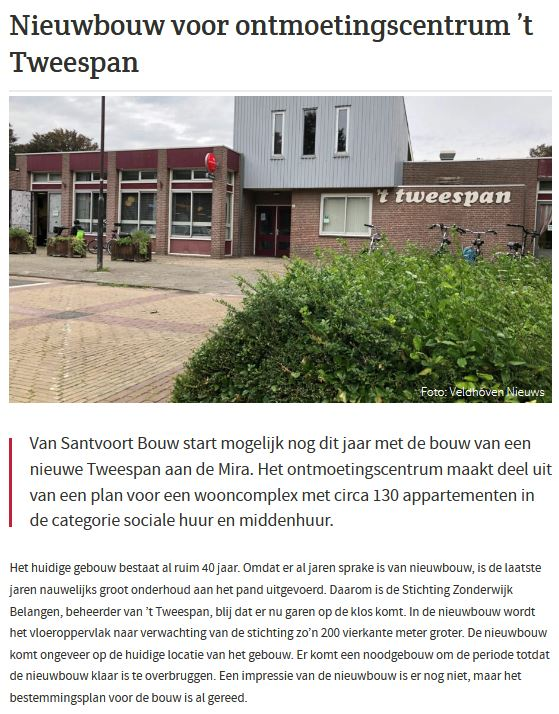 Nieuwbouw voor ontmoetingscentrum ’t
Tweespan
't tweespan
Foto: Veldhoven Nieuws
Van Santvoort Bouw start mogelijk nog dit jaar met de bouw van een
nieuwe Tweespan aan de Mira. Het ontmoetingscentrum maakt deel uit
van een plan voor een wooncomplex met circa 130 appartementen in
de categorie sociale huur en middenhuur.
Het huidige gebouw bestaat al ruim 40 jaar. Omdat er al jaren sprake is van nieuwbouw, is de laatste
jaren nauwelijks groot onderhoud aan het pand uitgevoerd. Daarom is de Stichting Zonderwijk
Belangen, beheerder van ’t Tweespan, blij dat er nu garen op de klos komt. In de nieuwbouw wordt
het vloeroppervlak naar verwachting van de stichting zo’n 200 vierkante meter groter. De nieuwbouw
komt ongeveer op de huidige locatie van het gebouw. Er komt een noodgebouw om de periode totdat
de nieuwbouw klaar is te overbruggen. Een impressie van de nieuwbouw is er nog niet, maar het
bestemmingsplan voor de bouw is al gereed.